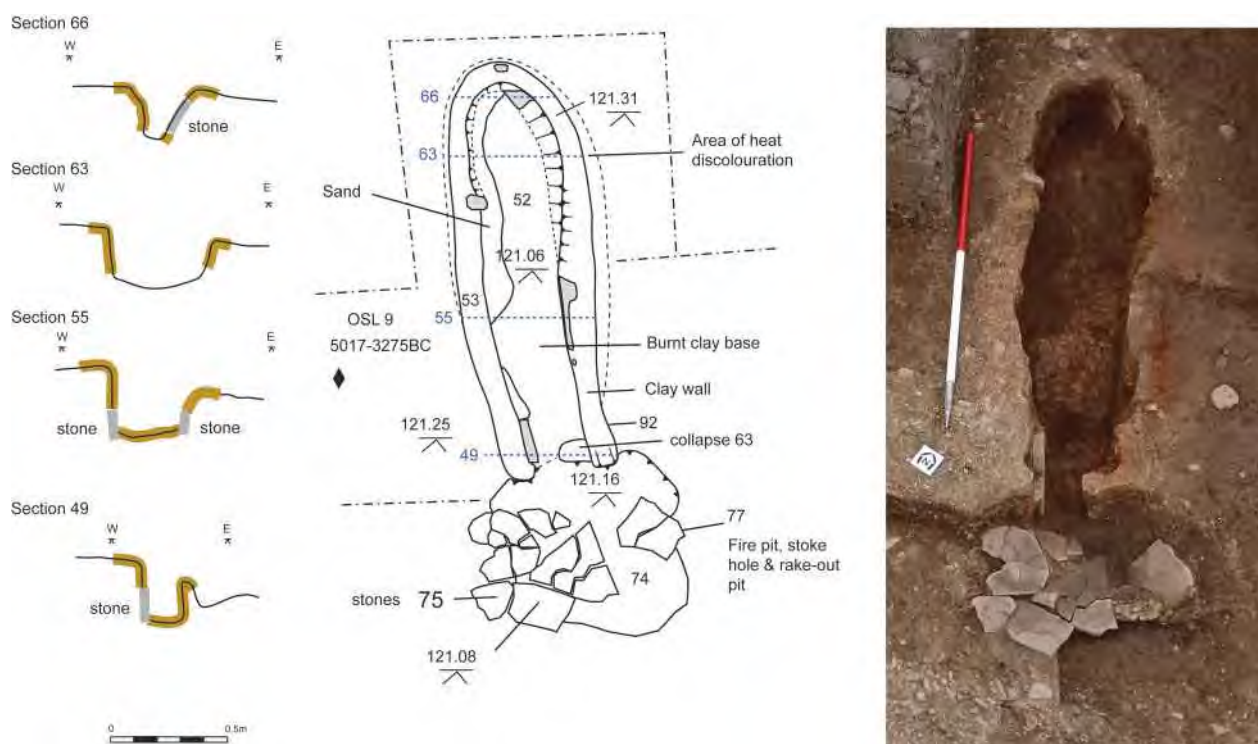 Section 66
W
E
stone
Section 63
W
E
Section 55
W
E
stone
stone
Section 49
W
E
stone
0
0.5m
66
121.31
63
Area of heat
discolouration
Sand
52
121.06
53
OSL 9
5017-3275BC
55
Burnt clay base
Clay wall
121.25
92
49
collapse 63
121.16
77
Fire pit, stoke
hole & rake-out
pit
74
stones 75
121.08
N